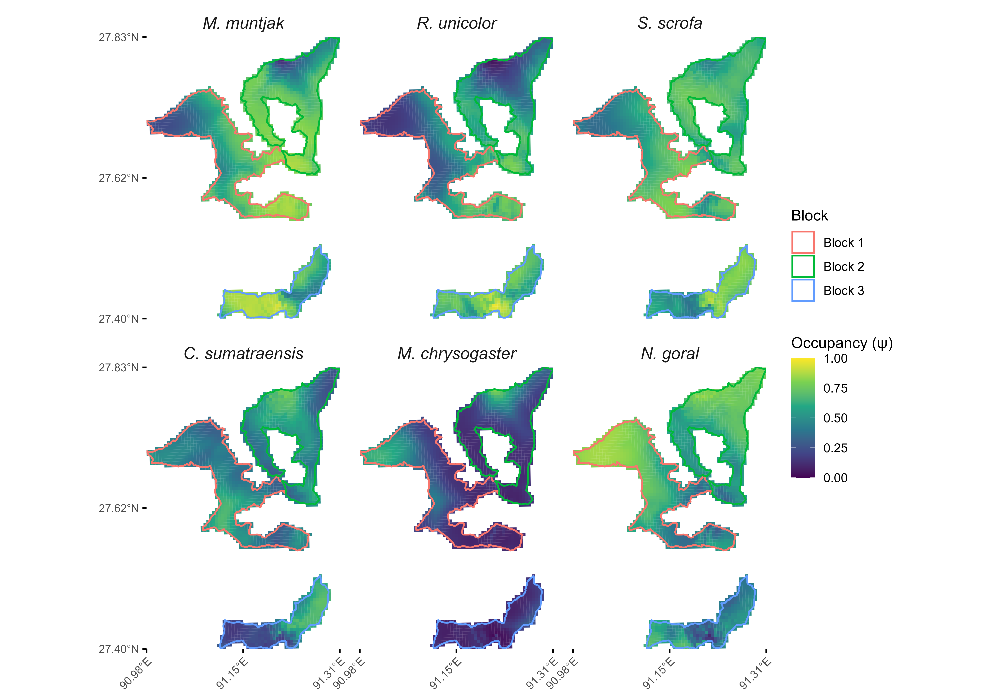 M. muntjak
R. unicolor
S. scrofa
27.83°N
27.62°N
27.40°N
C. sumatraensis
M. chrysogaster
N. goral
27.83°N
27.62°N
27.40°N
90.98°E
91.15°E
91.31°E
90.98°E
91.15°E
91.31°E
90.98°E
91.15°E
91.31°E
Block
Block 1
Block 2
Block 3
Occupancy (ψ)
1.00
0.75
0.50
0.25
0.00